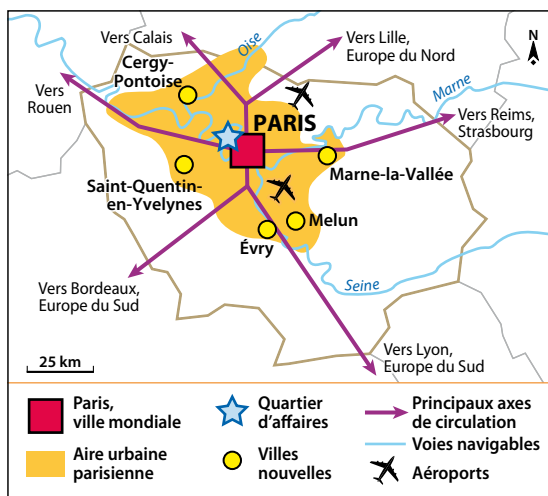 Vers Calais
Oise
Vers Lille,
Europe du Nord
N
Cergy-
Pontoise
Vers
Rouen
Marne
PARIS
Vers Reims,
Strasbourg
Marne-la-Vallée
Saint-Quentin-
en-Yvelynes
Melun
Évry
Seine
Vers Bordeaux,
Europe du Sud
Vers Lyon,
Europe du Sud
25 km
Paris,
ville mondiale
Quartier
d'affaires
Principaux axes
de circulation
Voies navigables
Aire urbaine
parisienne
Villes
nouvelles
Aéroports